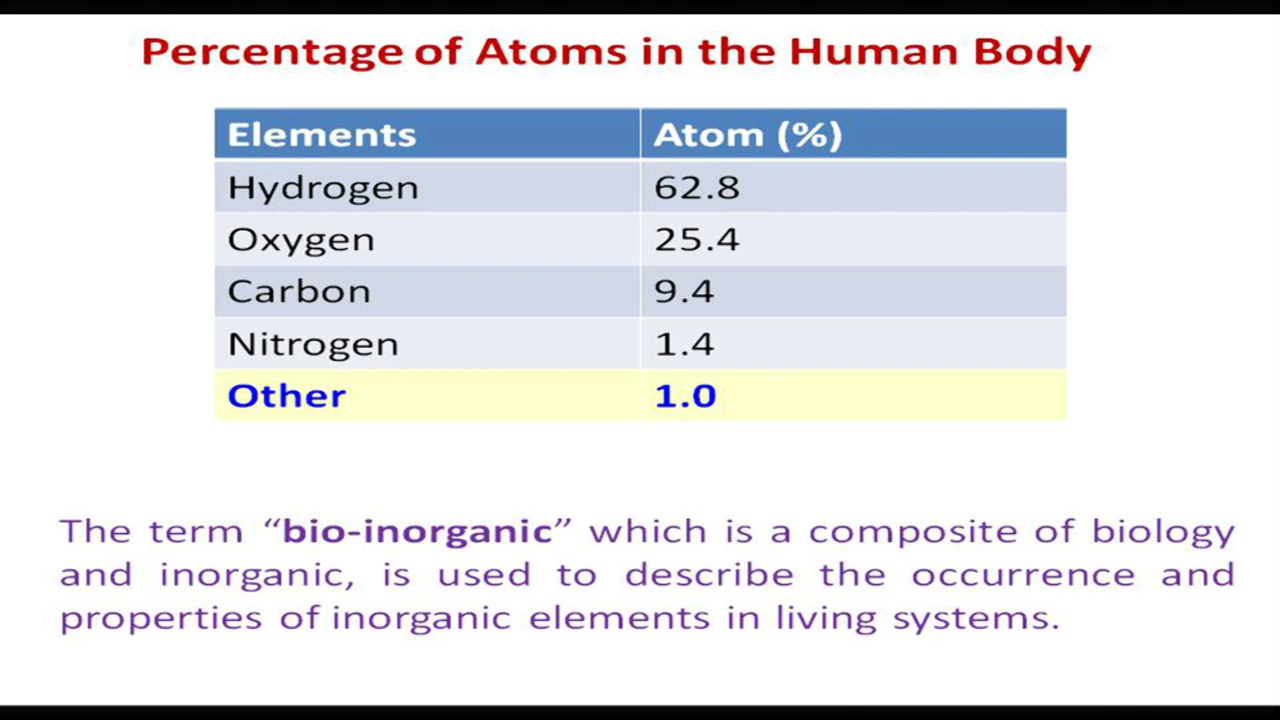 Percentage of Atoms in the Human Body
Elements Atom (%)
Hydrogen 62.8
Oxygen 25.4
Carbon 9.4
Nitrogen 1.4
Other 1.0
The term “bio-inorganic” which is a composite of biology
and inorganic, is used to describe the occurrence and
properties of inorganic elements in living systems.